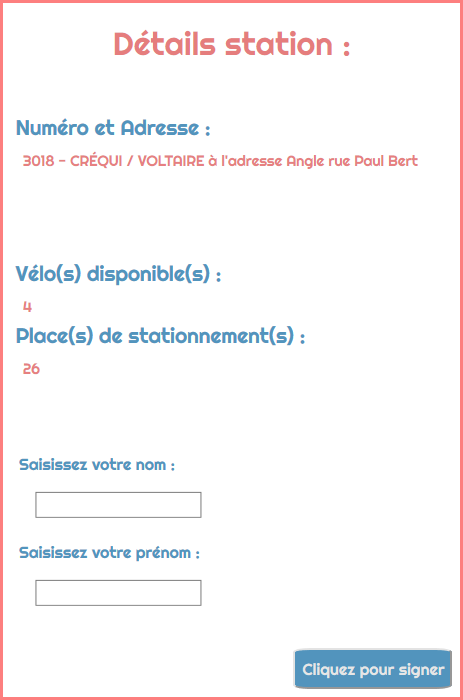 Détails station :
Numéro et Adresse :
3018 - CRÉQUI / VOLTAIRE à l'adresse Angle rue Paul Bert
Vélo(s) disponible(s) :
4
Place(s) de stationnement(s) :
26
Saisissez votre nom :
Saisissez votre prénom :
Cliquez pour signer